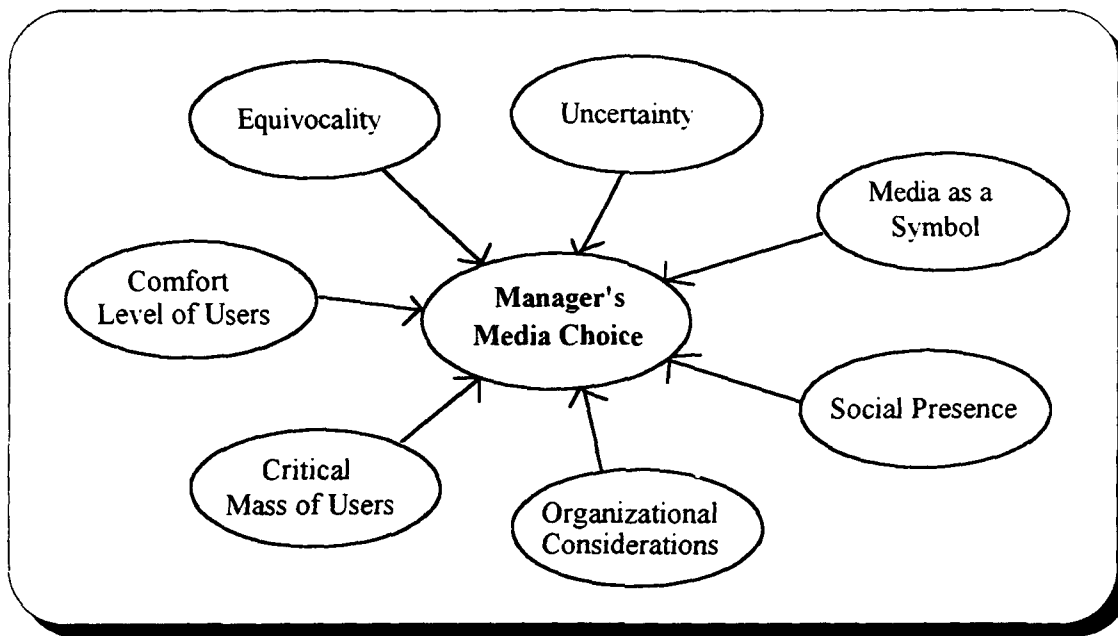 Equivocality
Uncertainty
Media as a
Symbol
Comfort
Level of Users
Manager's
Media Choice
Social Presence
Critical
Mass of Users
Organizational
Considerations